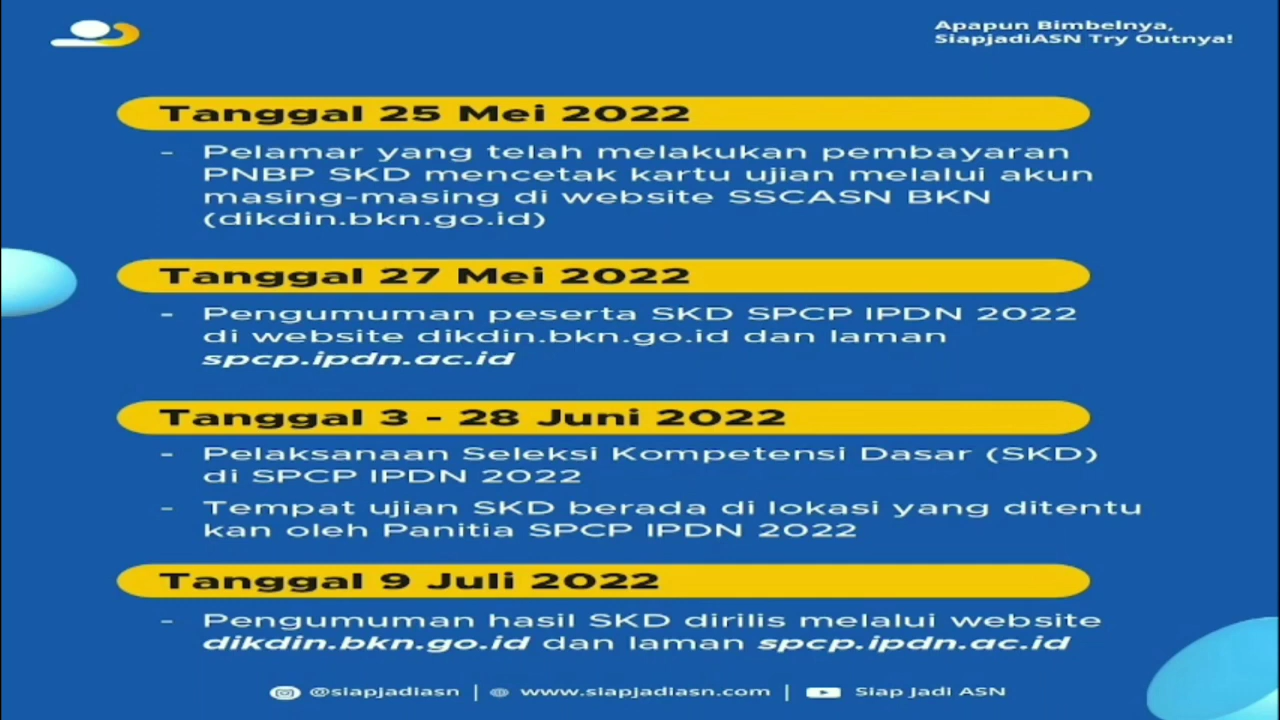 Apapun Bimbelnya,
SiapjadiASN Try Outnya!
Tanggal 25 Mei 2022
- Pelamar yang telah melakukan pembayaran
PNBP SKD mencetak kartu ujian melalui akun
masing-masing di website SSCASN BKN
(dikdin.bkn.go.id)
Tanggal 27 Mei 2022
- Pengumuman peserta SKD SPCP IPDN 2022
di website dikdin.bkn.go.id dan laman
spcp.ipdn.ac.id
Tanggal 3 - 28 Juni 2022
- Pelaksanaan Seleksi Kompetensi Dasar (SKD)
di SPCP IPDN 2022
- Tempat ujian SKD berada di lokasi yang ditentu
kan oleh Panitia SPCP IPDN 2022
Tanggal 9 Juli 2022
- Pengumuman hasil SKD dirilis melalui website
dikdin.bkn.go.id dan laman spcp.ipdn.ac.id
@siapjadiasn | www.siapjadiasn.com | Siap Jadi ASN